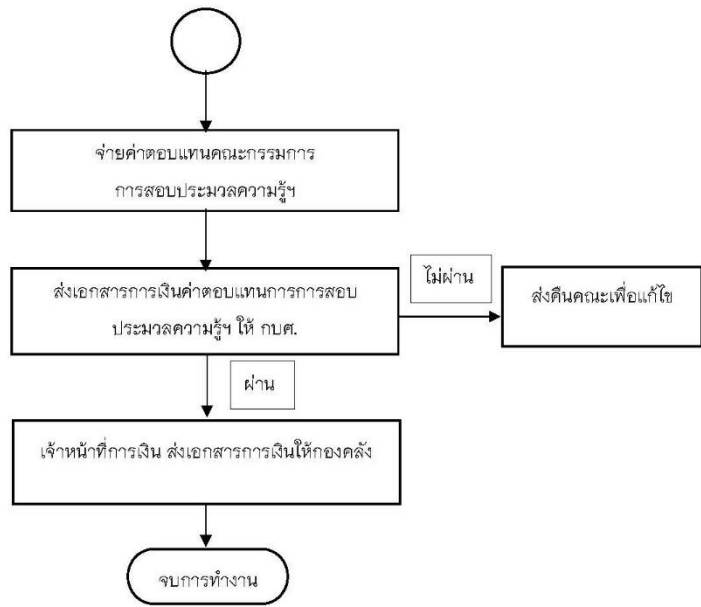 จ่ายค่าตอบแทนคณะกรรมการ
การสอบประมวลความรู้ฯ
ส่งเอกสารการเงินค่าตอบแทนการการสอบ
ประมวลความรู้ฯ ให้ กบศ.
ไม่ผ่าน
ส่งคืนคณะเพื่อแก้ไข
ผ่าน
เจ้าหน้าที่การเงิน ส่งเอกสารการเงินให้กองคลัง
จบการทำงาน